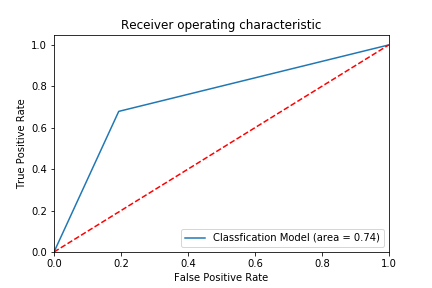 Receiver operating characteristic
True Positive Rate
1.0
0.8
0.6
0.4
0.2
0.0
Classfication Model (area = 0.74)
0.0 0.2 0.4 0.6 0.8 1.0
False Positive Rate